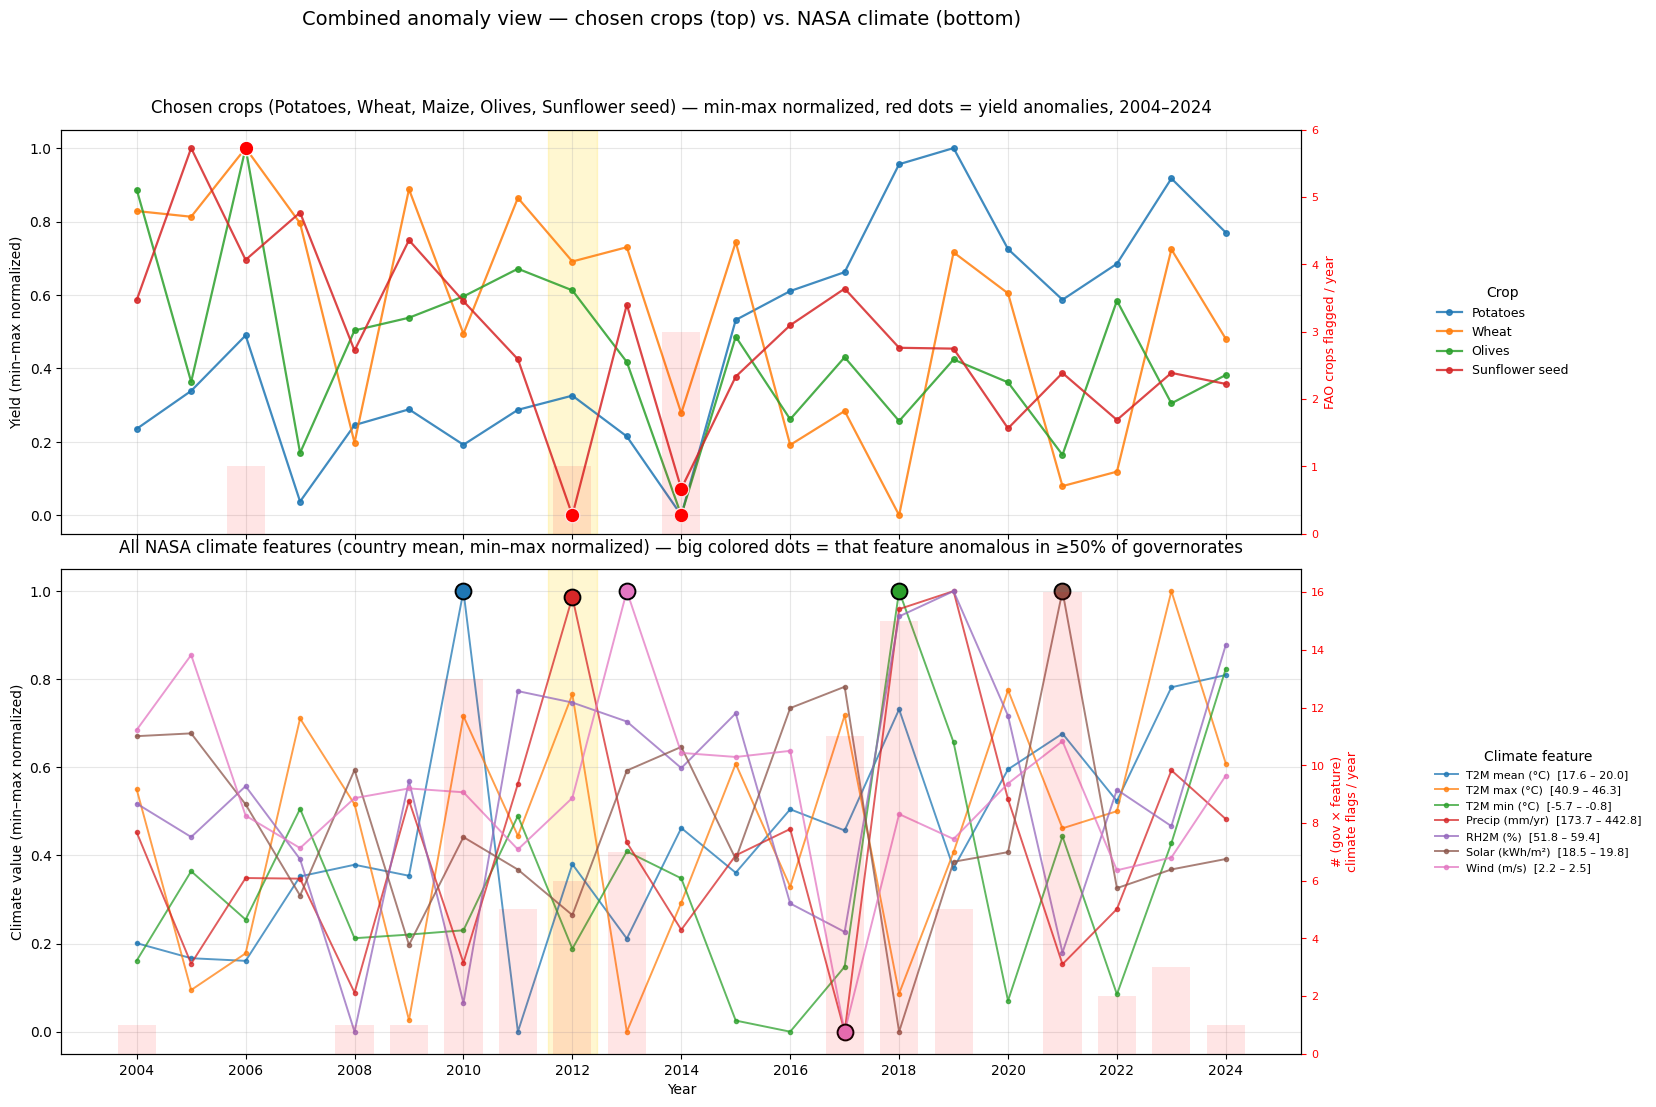 Combined anomaly view — chosen crops (top) vs. NASA climate (bottom)
Chosen crops (Potatoes, Wheat, Maize, Olives, Sunflower seed) — min-max normalized, red dots = yield anomalies, 2004–2024
Yield (min–max normalized)
1.0
0.8
0.6
0.4
0.2
0.0
6
5
4
3
2
1
0
FAO crops flagged / year
Crop
Potatoes
Wheat
Olives
Sunflower seed
All NASA climate features (country mean, min–max normalized) — big colored dots = that feature anomalous in ≥50% of governorates
Climate value (min–max normalized)
1.0
0.8
0.6
0.4
0.2
0.0
16
14
12
10
8
6
4
2
0
# (gov × feature)
climate flags / year
Climate feature
T2M mean (°C) [17.6 – 20.0]
T2M max (°C) [40.9 – 46.3]
T2M min (°C) [-5.7 – -0.8]
Precip (mm/yr) [173.7 – 442.8]
RH2M (%) [51.8 – 59.4]
Solar (kWh/m²) [18.5 – 19.8]
Wind (m/s) [2.2 – 2.5]
2004 2006 2008 2010 2012 2014 2016 2018 2020 2022 2024
Year